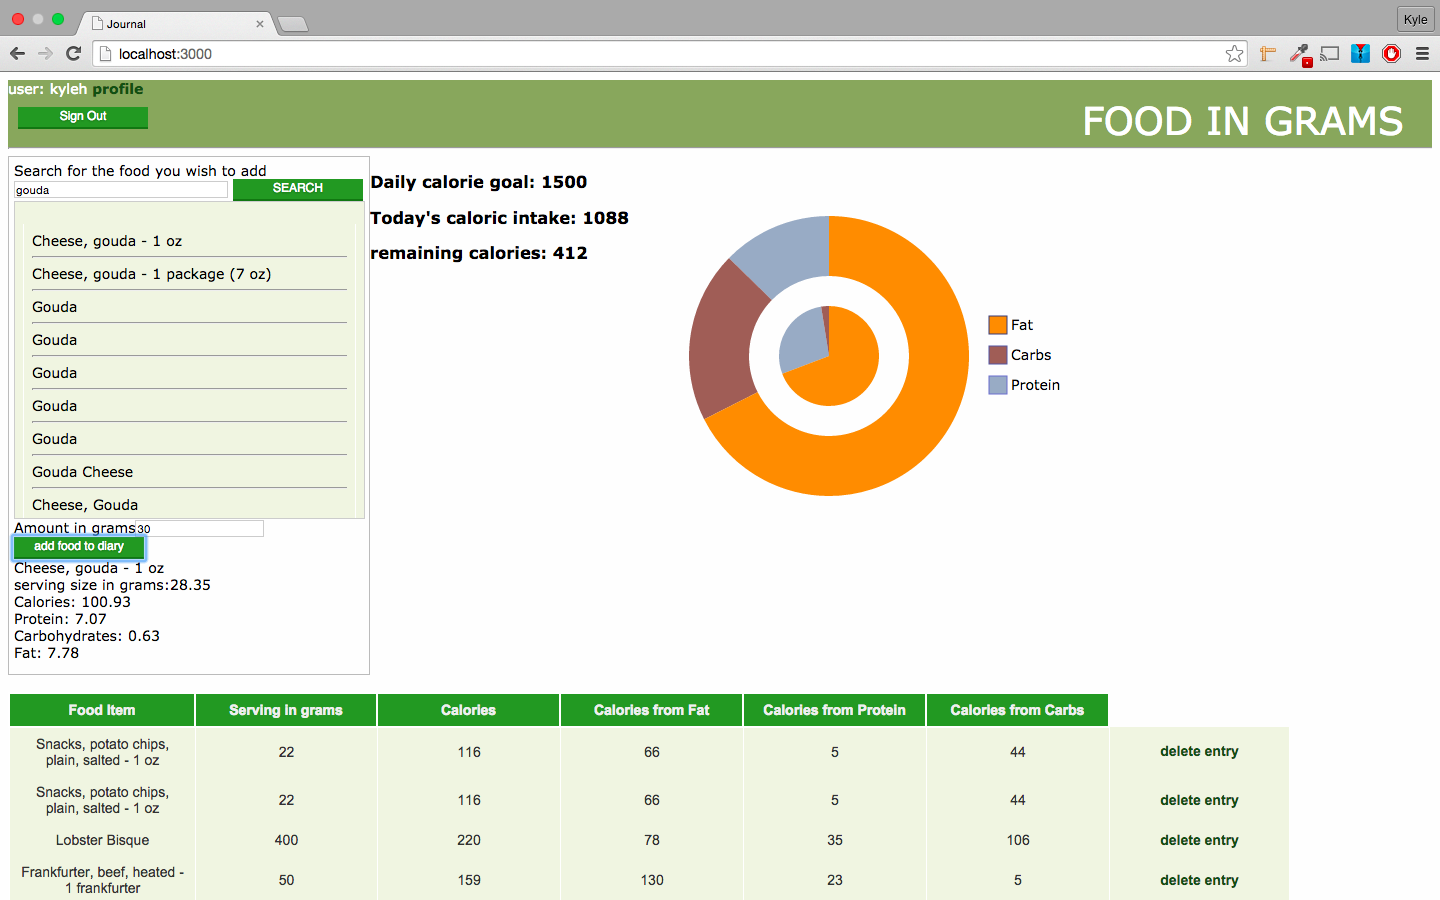 Journal
Kyle
localhost:3000
user: kyleh profile
Sign Out
FOOD IN GRAMS
Search for the food you wish to add
gouda
SEARCH
Cheese, gouda - 1 oz
Cheese, gouda - 1 package (7 oz)
Gouda
Gouda
Gouda
Gouda
Gouda
Gouda Cheese
Cheese, Gouda
Amount in grams 30
add food to diary
Cheese, gouda - 1 oz
serving size in grams:28.35
Calories: 100.93
Protein: 7.07
Carbohydrates: 0.63
Fat: 7.78
Daily calorie goal: 1500
Today's caloric intake: 1088
remaining calories: 412
Fat
Carbs
Protein
Food Item Serving in grams Calories Calories from Fat Calories from Protein Calories from Carbs
Snacks, potato chips,
plain, salted - 1 oz 22 116 66 5 44 delete entry
Snacks, potato chips,
plain, salted - 1 oz 22 116 66 5 44 delete entry
Lobster Bisque 400 220 78 35 106 delete entry
Frankfurter, beef, heated -
1 frankfurter 50 159 130 23 5 delete entry